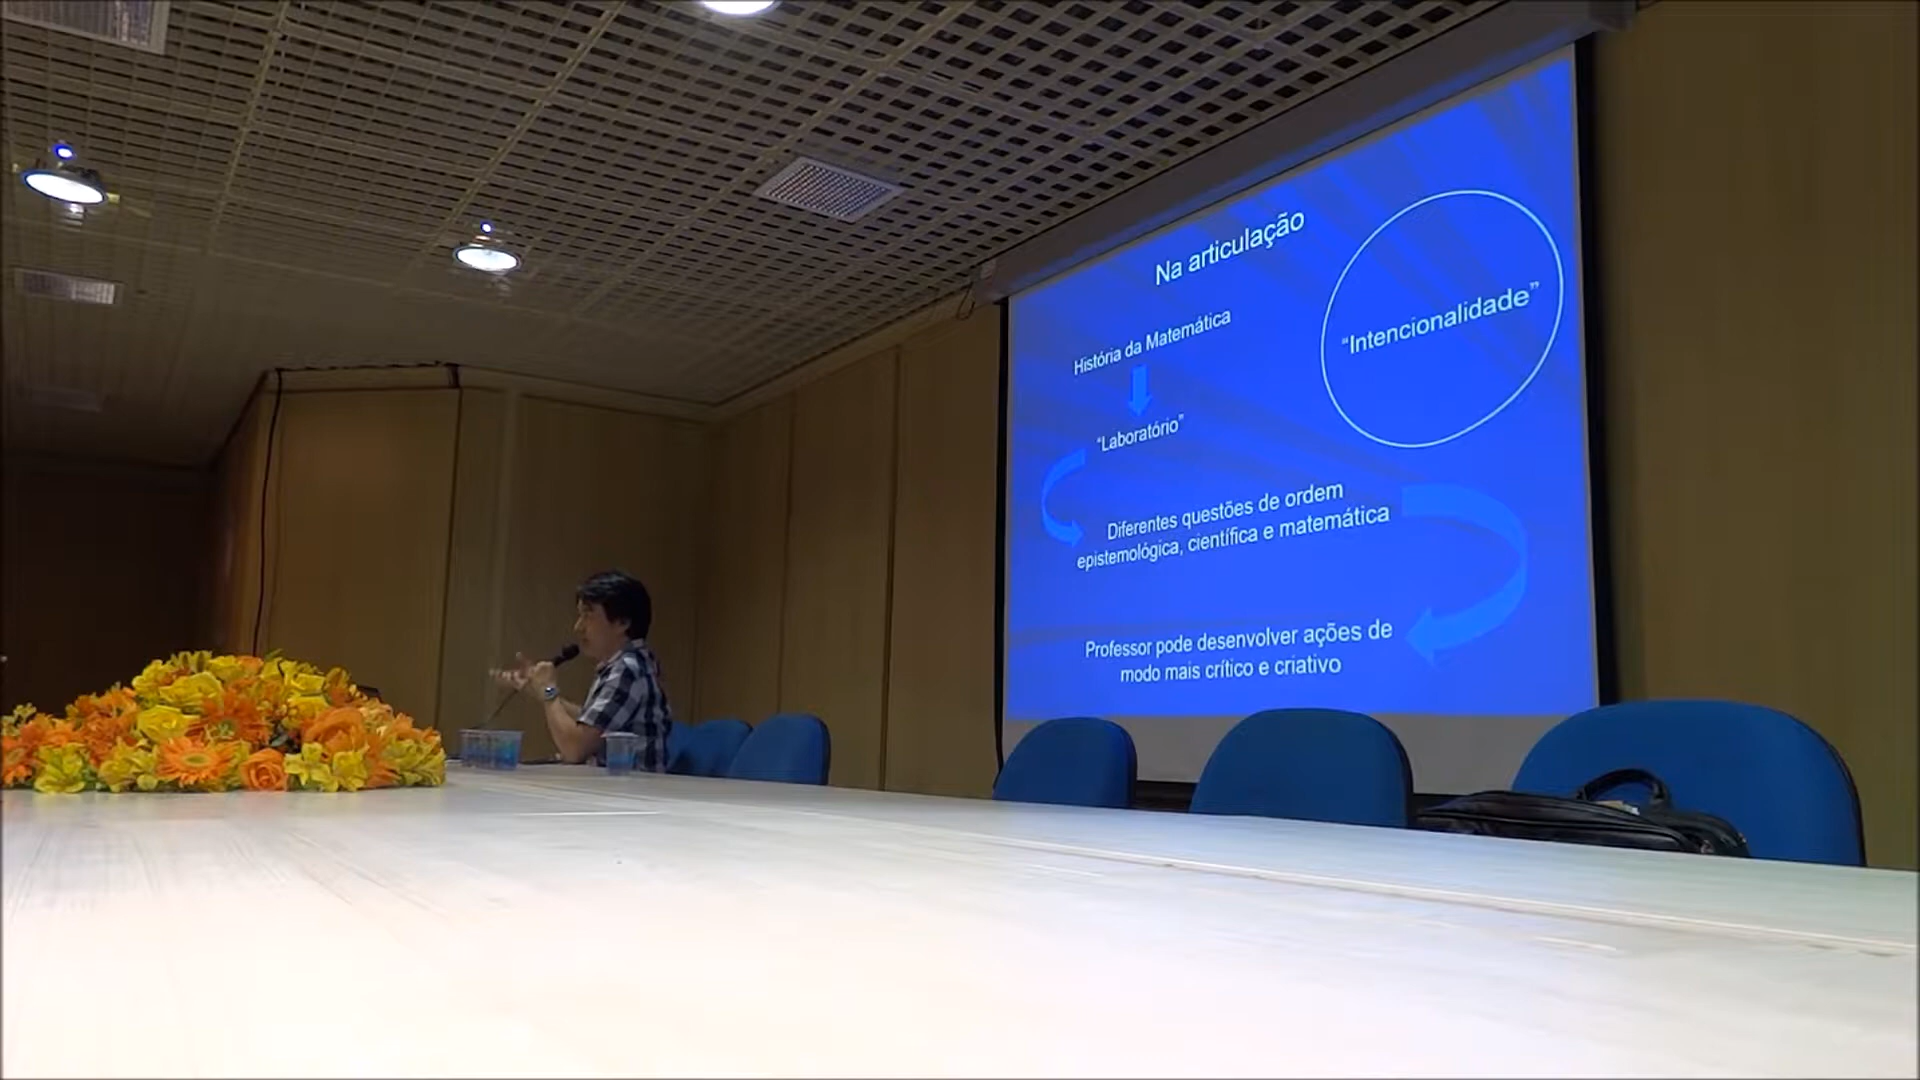 Na articulação
História da Matemática
“Intencionalidade”
“Laboratório”
Diferentes questões de ordem
epistemológica, científica e matemática
Professor pode desenvolver ações de
modo mais crítico e criativo